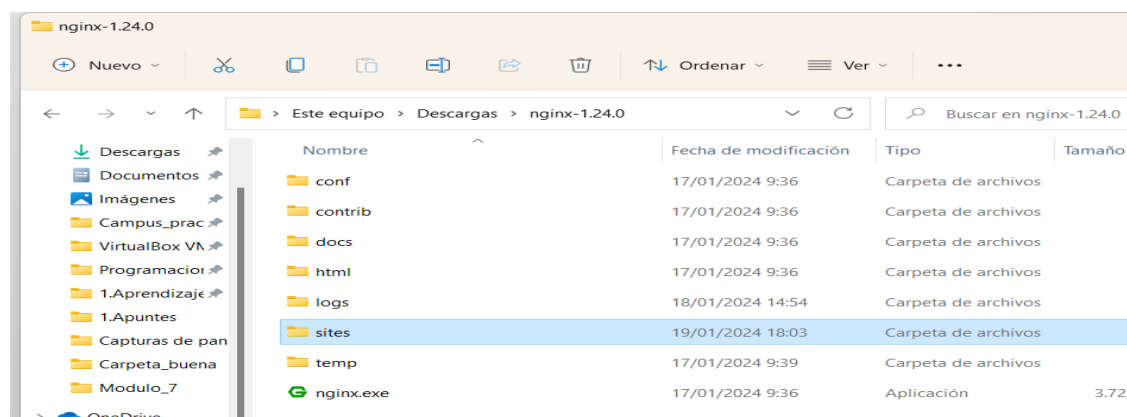 nginx-1.24.0
Nuevo Ordenar Ver
Este equipo > Descargas > nginx-1.24.0 Buscar en nginx-1.24.0
Nombre Fecha de modificación Tipo Tamaño
Descargas
Documentos
Imágenes
Campus_prac
VirtualBox
Programacior
1.Aprendizaje
1.Apuntes
Capturas de pan
Carpeta_buena
Modulo_7
OneDrive
conf 17/01/2024 9:36 Carpeta de archivos
contrib 17/01/2024 9:36 Carpeta de archivos
docs 17/01/2024 9:36 Carpeta de archivos
html 17/01/2024 9:36 Carpeta de archivos
logs 18/01/2024 14:54 Carpeta de archivos
sites 19/01/2024 18:03 Carpeta de archivos
temp 17/01/2024 9:39 Carpeta de archivos
nginx.exe 17/01/2024 9:36 Aplicación 3.72